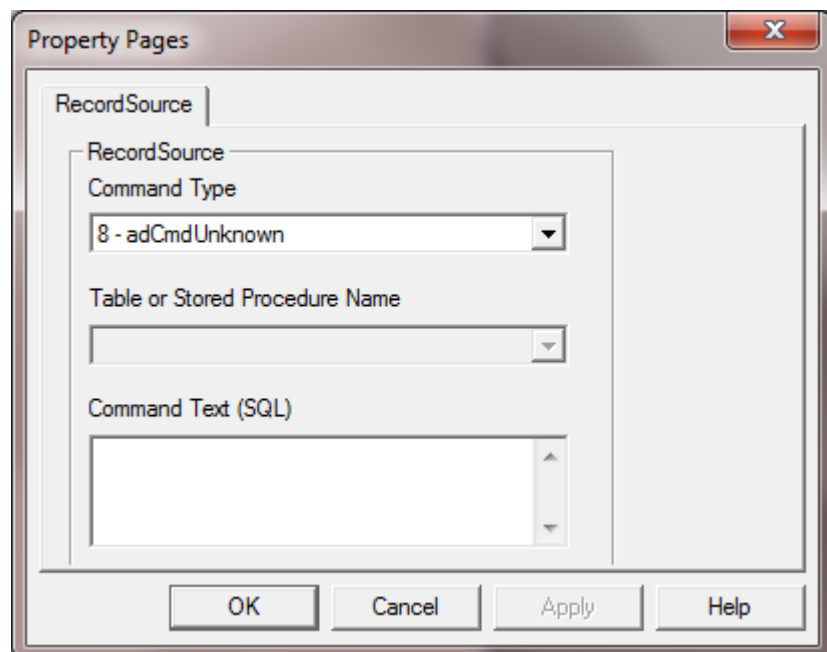 Property Pages
RecordSource
RecordSource
Command Type
8 - adCmdUnknown
Table or Stored Procedure Name
Command Text (SQL)
OK Cancel Apply Help